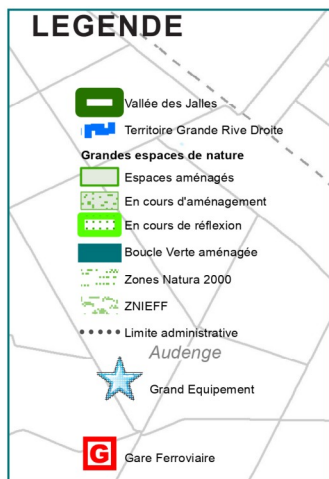 LEGENDE
Vallée des Jalles
Territoire Grande Rive Droite
Grandes espaces de nature
Espaces aménagés
En cours d'aménagement
En cours de réflexion
Boucle Verte aménagée
Zones Natura 2000
ZNIEFF
Limite administrative
Audenge
Grand Equipement
G Gare Ferroviaire